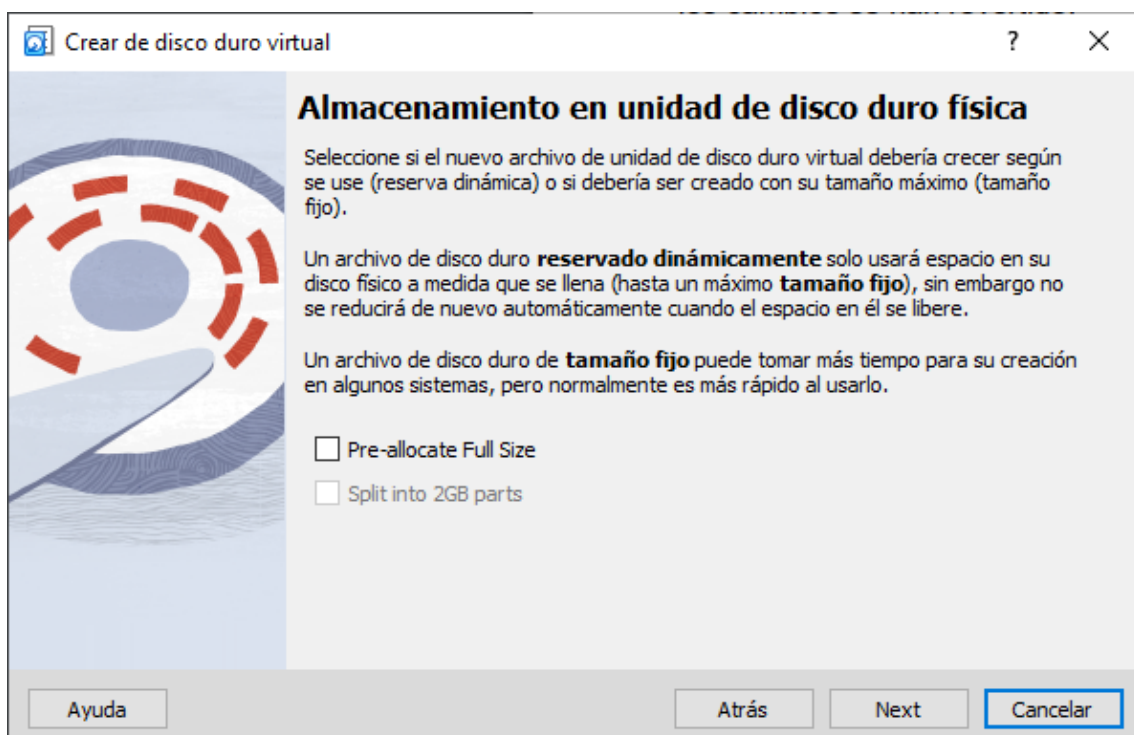 Crear de disco duro virtual
?
Almacenamiento en unidad de disco duro física
Seleccione si el nuevo archivo de unidad de disco duro virtual debería crecer según
se use (reserva dinámica) o si debería ser creado con su tamaño máximo (tamaño
fijo).
Un archivo de disco duro reservado dinámicamente solo usará espacio en su
disco físico a medida que se llena (hasta un máximo tamaño fijo), sin embargo no
se reducirá de nuevo automáticamente cuando el espacio en él se libere.
Un archivo de disco duro de tamaño fijo puede tomar más tiempo para su creación
en algunos sistemas, pero normalmente es más rápido al usarlo.
Pre-allocate Full Size
Split into 2GB parts
Ayuda
Atrás
Next
Cancelar